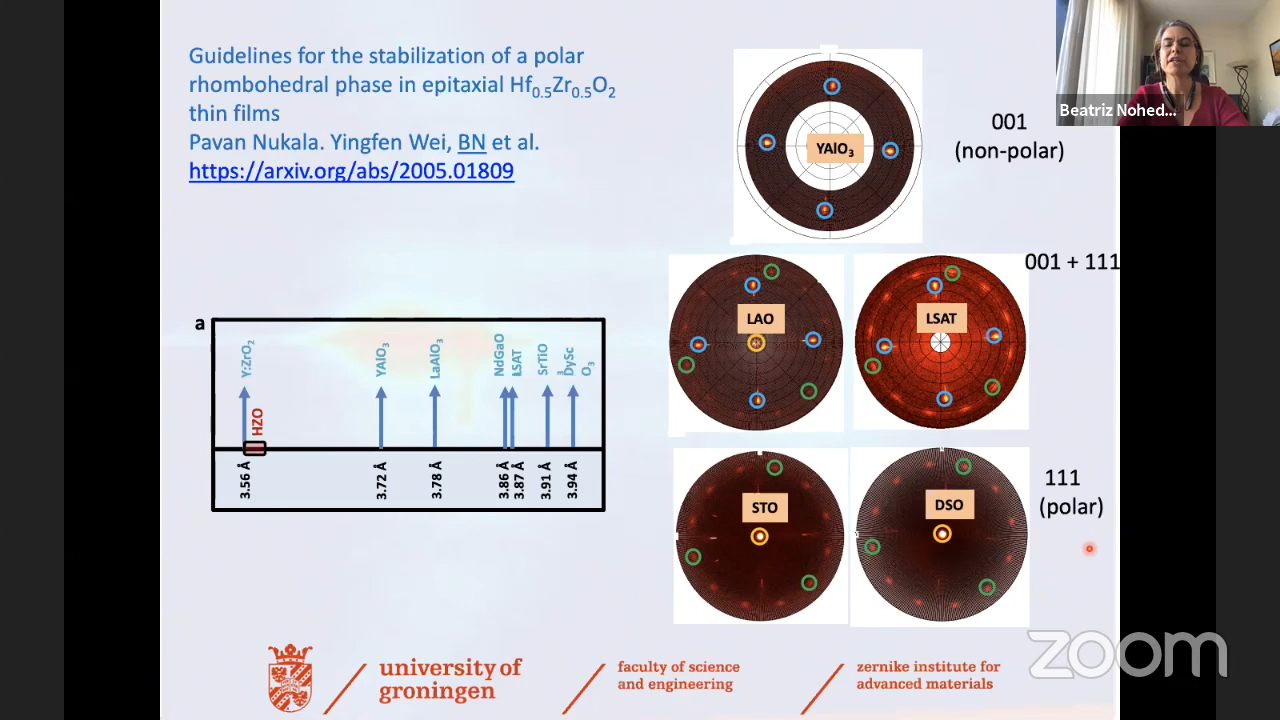 Guidelines for the stabilization of a polar
rhombohedral phase in epitaxial Hf0.5Zr0.5O2
thin films
Pavan Nukala. Yingfen Wei, BN et al.
https://arxiv.org/abs/2005.01809
Beatriz Nohed...
YAlO3
001
(non-polar)
LAO
LSAT
001 + 111
STO
DSO
111
(polar)
a
Y:ZrO2
HZO
YAlO3
LaAlO3
NdGaO
LSAT
SrTiO
3
DySc
O3
3.56 Å
3.72 Å
3.78 Å
3.86 Å
3.87 Å
3.91 Å
3.94 Å
university of
groningen
faculty of science
and engineering
zernike institute for
advanced materials
zoom